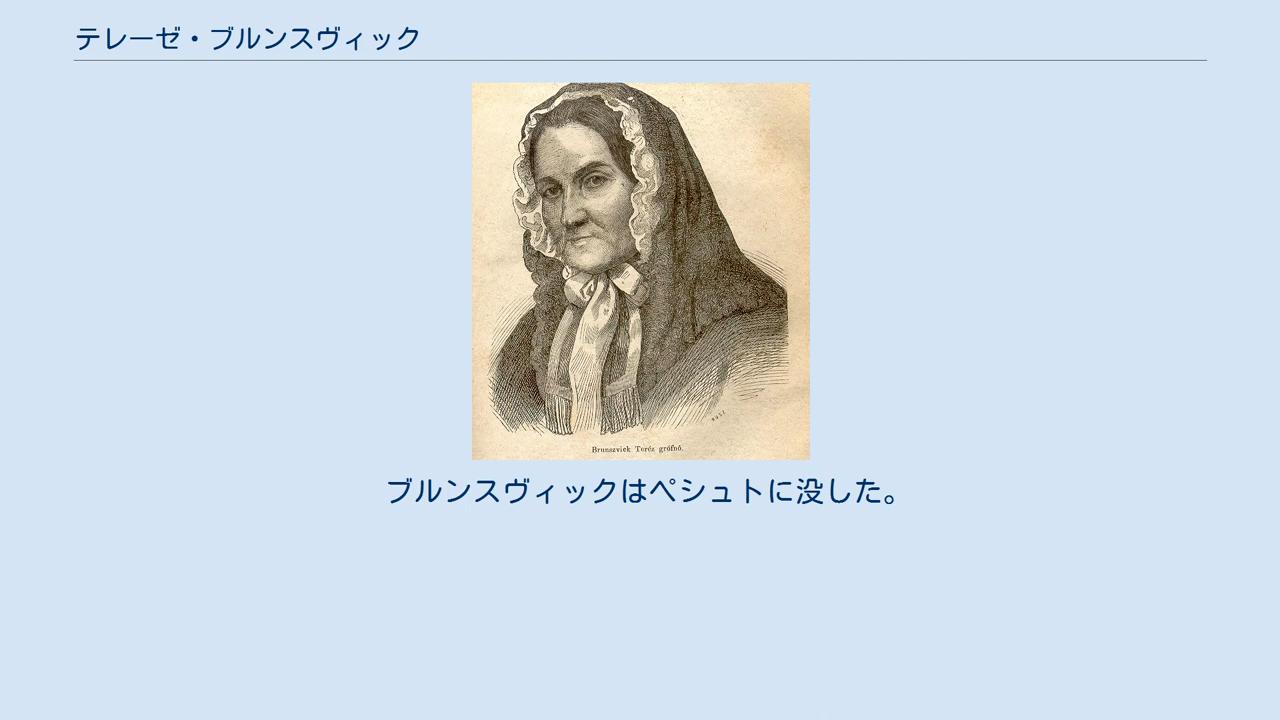 テレーゼ・ブルンスヴィック
Brunszvick Teréz grófnő.
ブルンスヴィックはペシュトに没した。